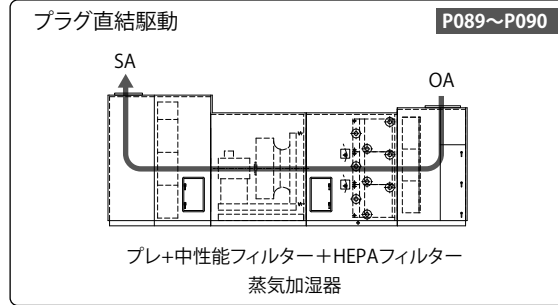 プラグ直結駆動
P089～P090
SA
OA
プレ+中性能フィルター＋HEPAフィルター
蒸気加湿器